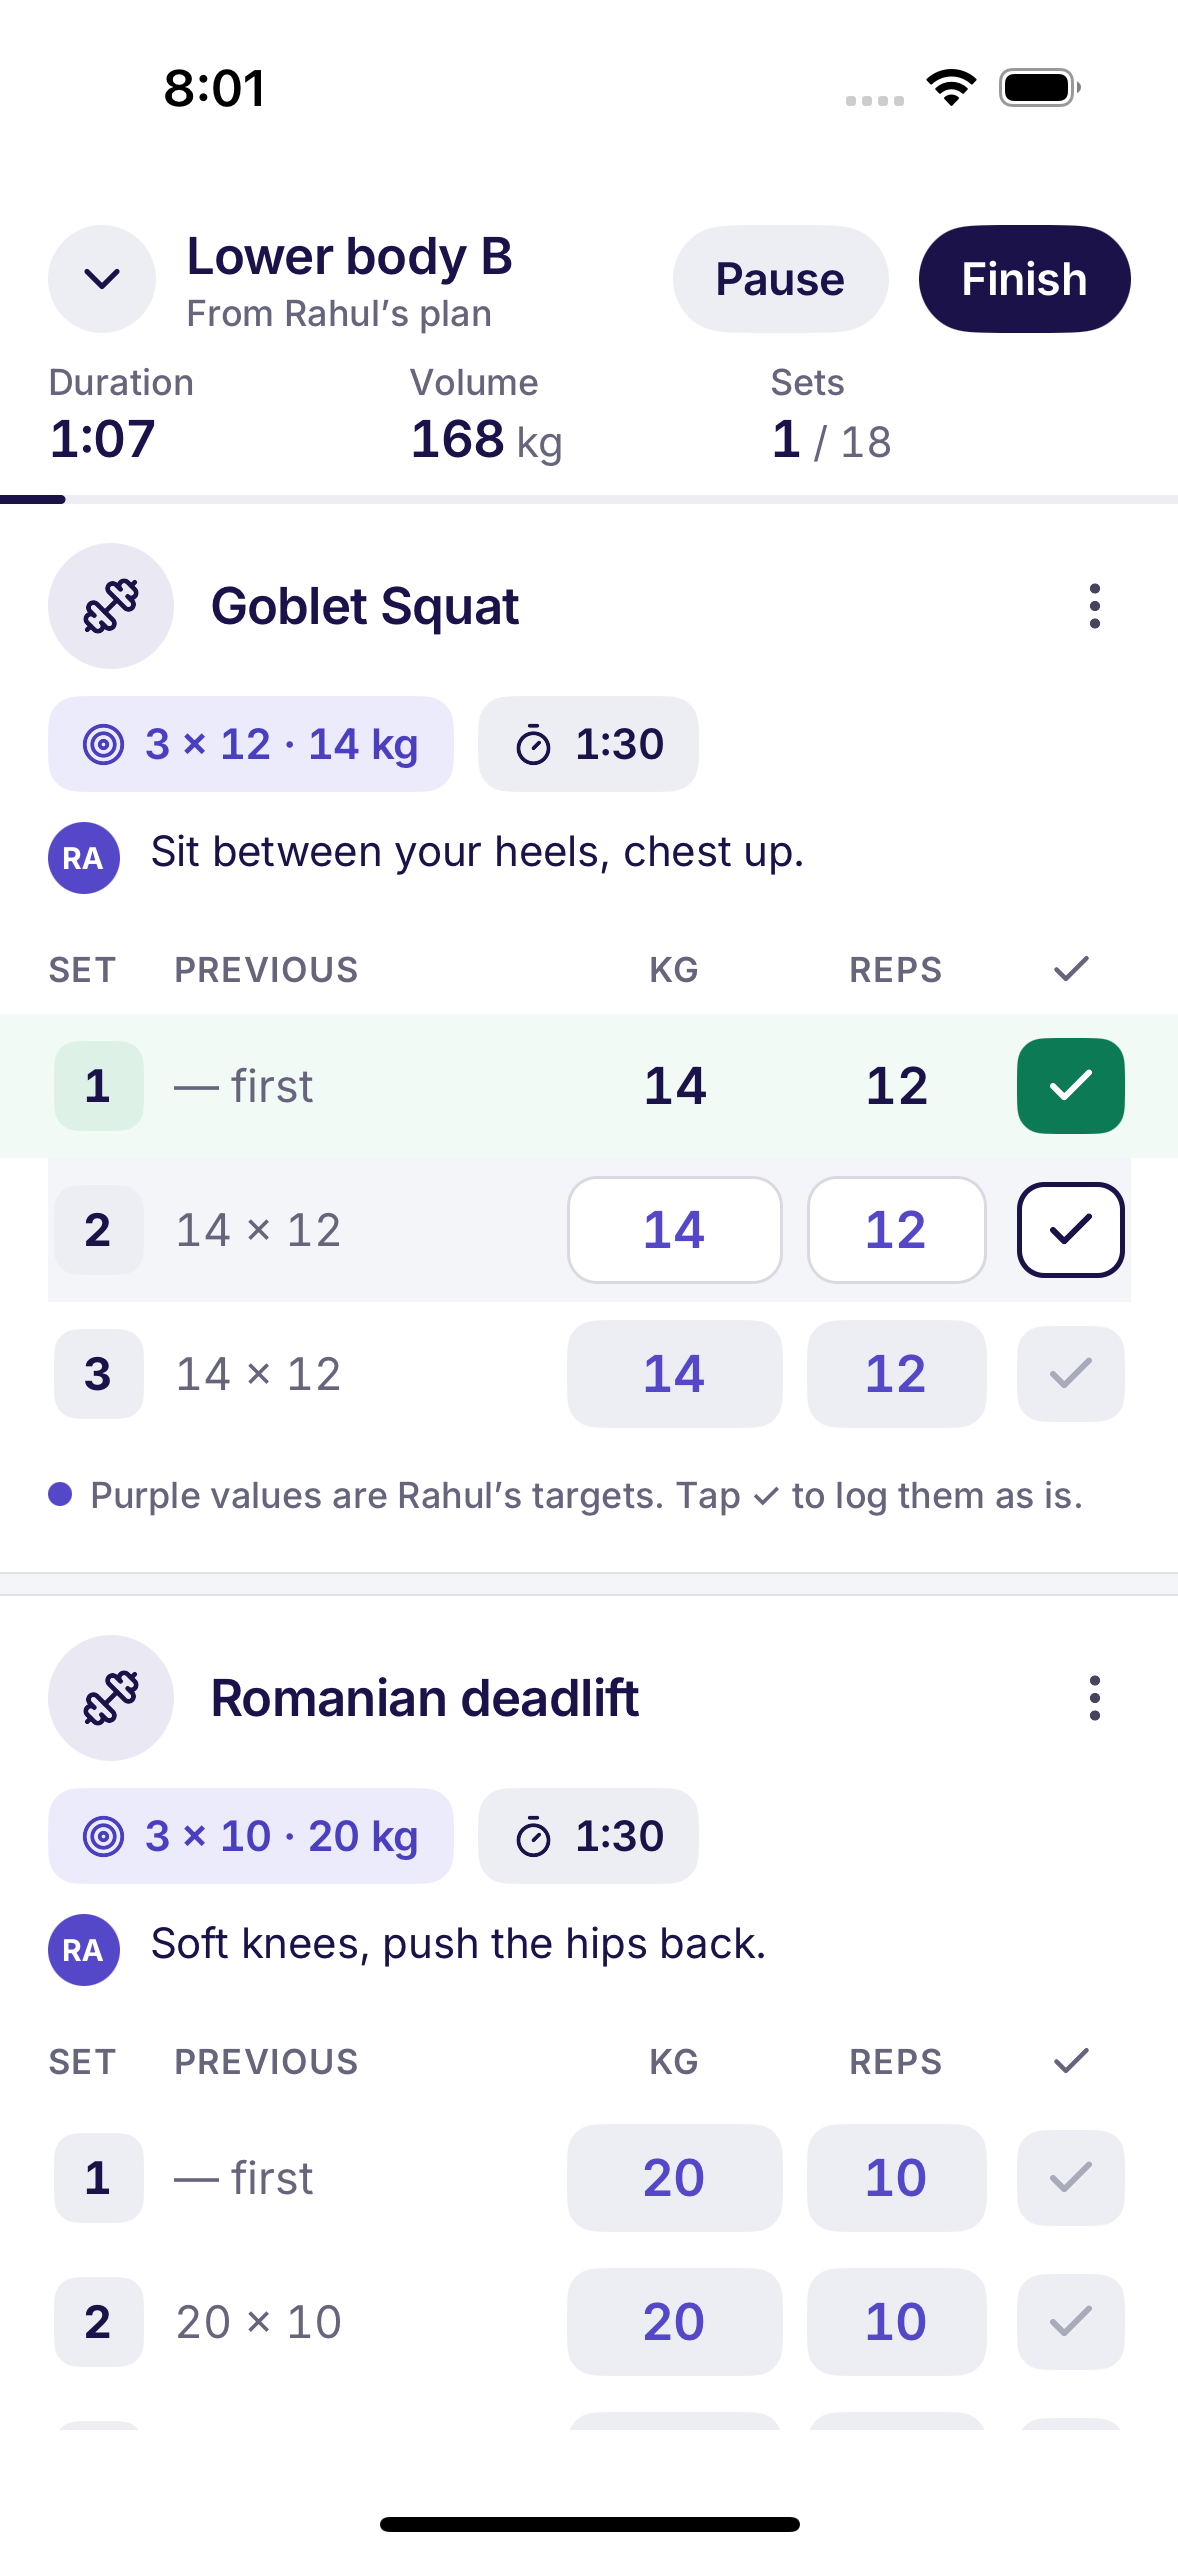 8:01
Lower body B
From Rahul’s plan
Pause
Finish
Duration
Volume
Sets
1:07
168 kg
1 / 18
Goblet Squat
3 × 12 · 14 kg
1:30
RA
Sit between your heels, chest up.
SET PREVIOUS KG REPS ✓
1 — first 14 12 ✓
2 14 × 12 14 12 ✓
3 14 × 12 14 12 ✓
Purple values are Rahul’s targets. Tap ✓ to log them as is.
Romanian deadlift
3 × 10 · 20 kg
1:30
RA
Soft knees, push the hips back.
SET PREVIOUS KG REPS ✓
1 — first 20 10 ✓
2 20 × 10 20 10 ✓